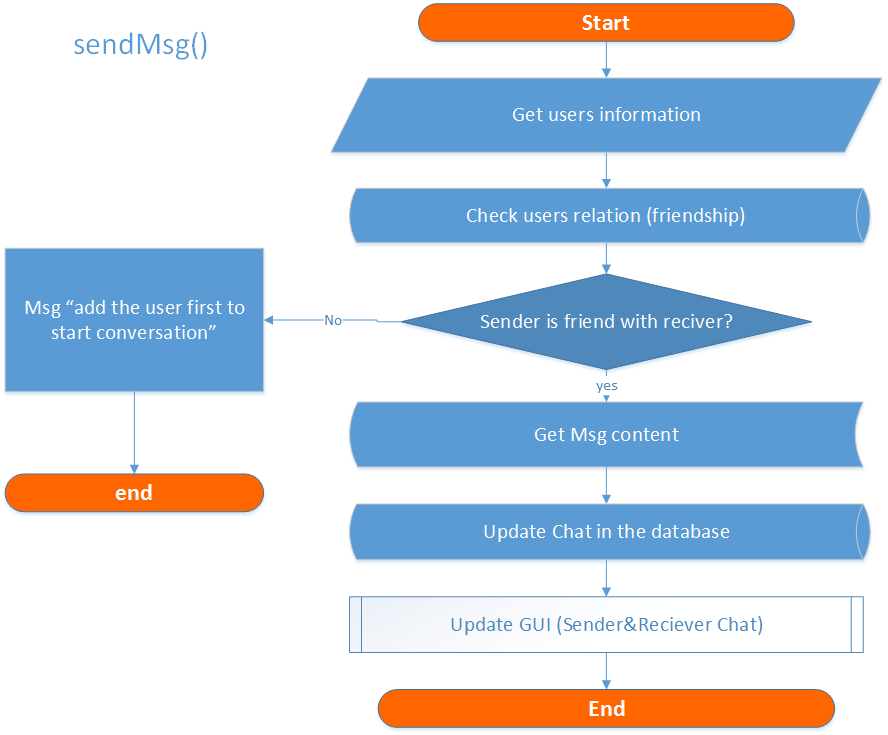 sendMsg()
Start
Get users information
Check users relation (friendship)
Sender is friend with reciver?
No
Msg “add the user first to
start conversation”
end
yes
Get Msg content
Update Chat in the database
Update GUI (Sender&Reciever Chat)
End